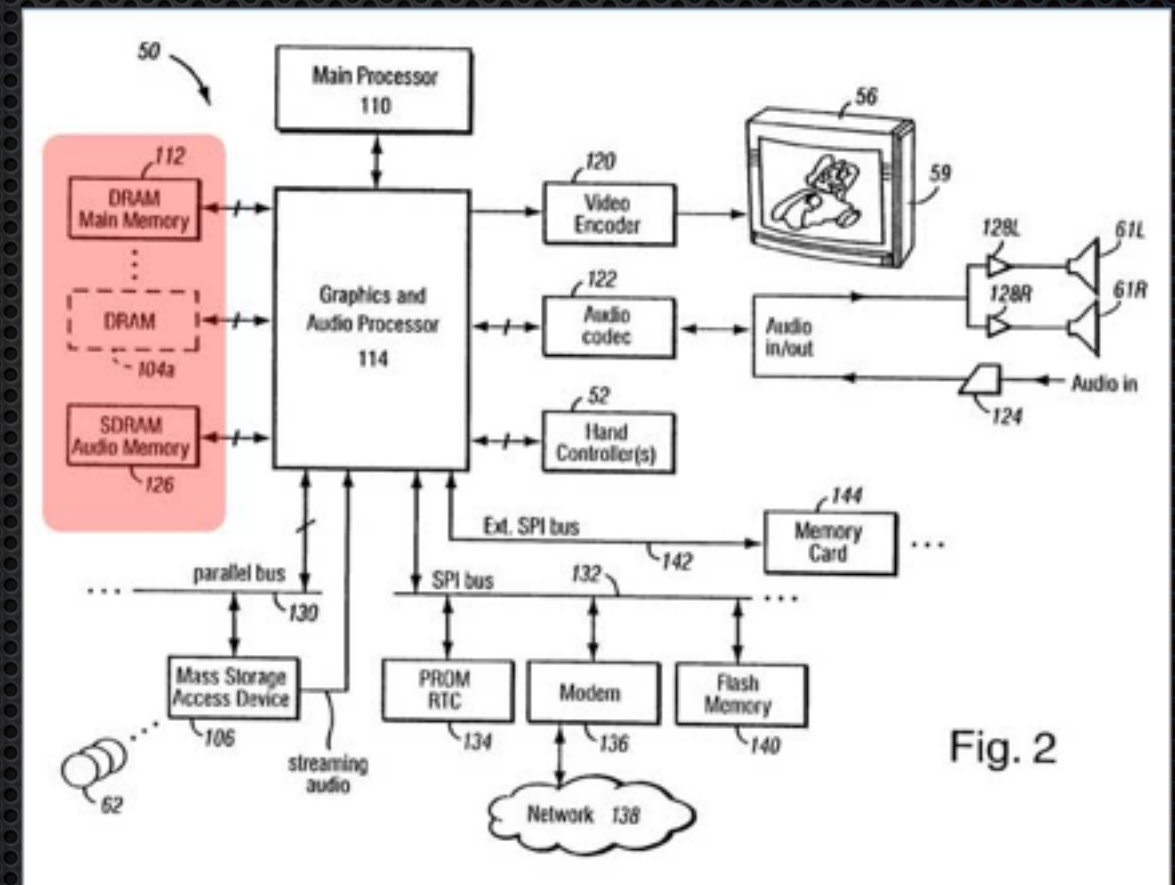 50
Main Processor
110
112
DRAM
Main Memory
DRAM
104a
SDRAM
Audio Memory
126
Graphics and
Audio Processor
114
120
Video
Encoder
56
59
122
Audio
codec
Audio
in/out
128L
61L
128R
61R
Audio in
124
52
Hand
Controller(s)
144
Memory
Card
Ext. SPI bus
142
parallel bus
130
SPI bus
132
Mass Storage
Access Device
106
streaming
audio
62
PROM
RTC
134
Modem
136
Flash
Memory
140
Network 138
Fig. 2